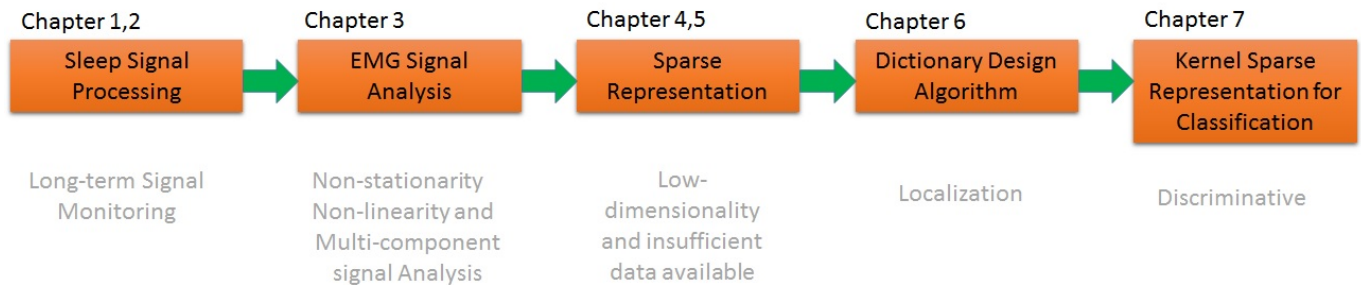 Chapter 1,2
Sleep Signal
Processing
Long-term Signal
Monitoring
Chapter 3
EMG Signal
Analysis
Non-stationarity
Non-linearity and
Multi-component
signal Analysis
Chapter 4,5
Sparse
Representation
Low-
dimensionality
and insufficient
data available
Chapter 6
Dictionary Design
Algorithm
Localization
Chapter 7
Kernel Sparse
Representation for
Classification
Discriminative